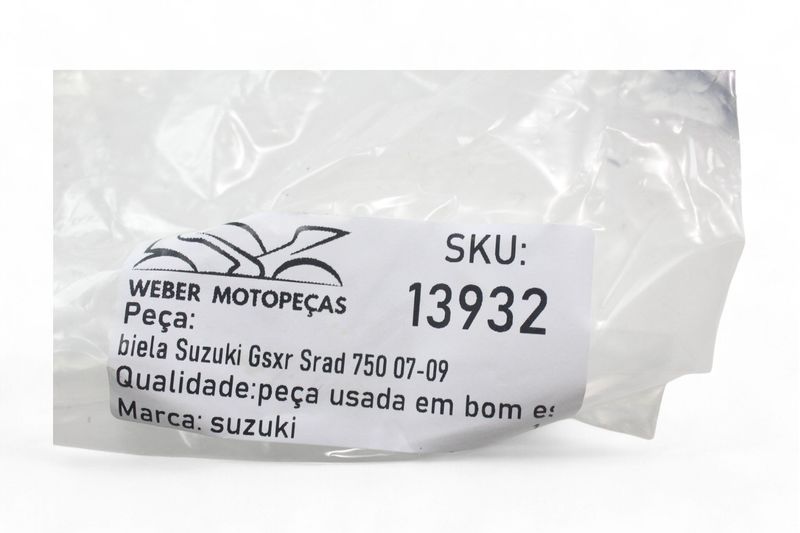 WEBER MOTOPEÇAS
SKU:
13932
Peça:
biela Suzuki Gsxr Srad 750 07-09
Qualidade:peça usada em bom es
Marca: suzuki